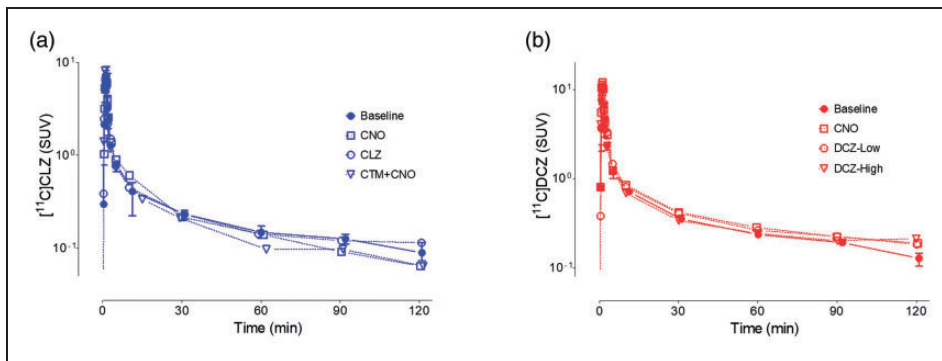 (a)
10¹
10⁰
10⁻¹
[¹¹C]CLZ (SUV)
Baseline
CNO
CLZ
CTM+CNO
0 30 60 90 120
Time (min)
(b)
10¹
10⁰
10⁻¹
[¹¹C]DCZ (SUV)
Baseline
CNO
DCZ-Low
DCZ-High
0 30 60 90 120
Time (min)